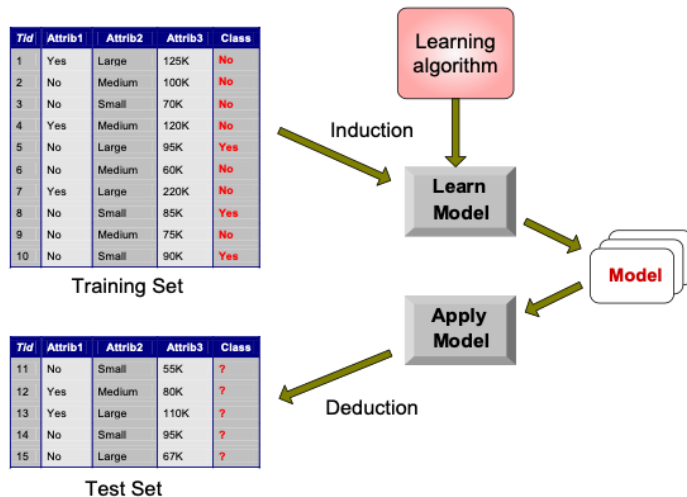 Tid Attrib1 Attrib2 Attrib3 Class
1 Yes Large 125K No
2 No Medium 100K No
3 No Small 70K No
4 Yes Medium 120K No
5 No Large 95K Yes
6 No Medium 60K No
7 Yes Large 220K No
8 No Small 85K Yes
9 No Medium 75K No
10 No Small 90K Yes
Training Set
Learning
algorithm
Induction
Learn
Model
Model
Apply
Model
Deduction
Tid Attrib1 Attrib2 Attrib3 Class
11 No Small 55K ?
12 Yes Medium 80K ?
13 Yes Large 110K ?
14 No Small 95K ?
15 No Large 67K ?
Test Set